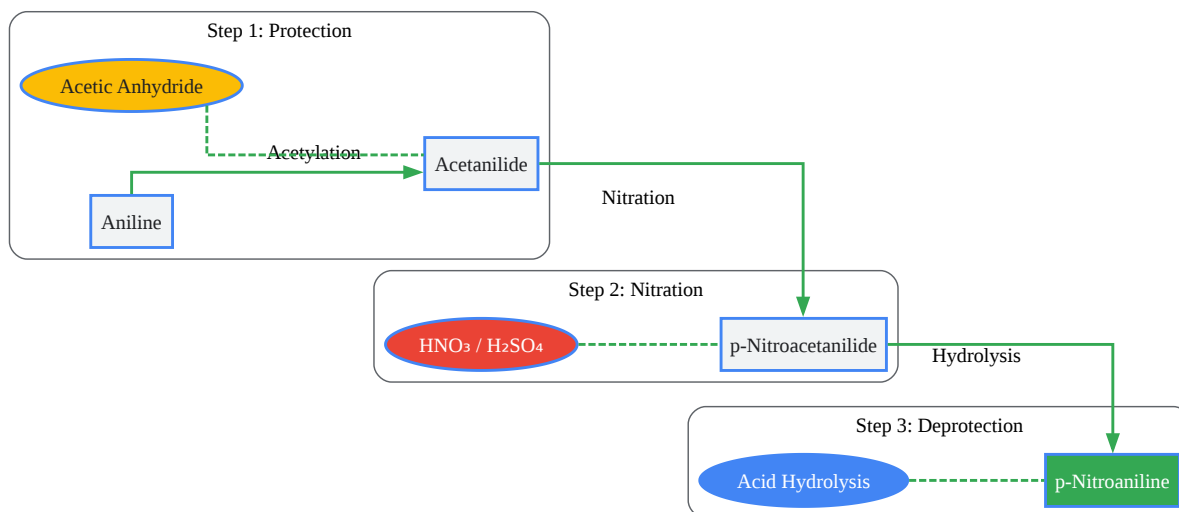 Step 1: Protection
Acetic Anhydride
Acetylation
Acetanilide
Aniline
Nitration
Step 2: Nitration
HNO₃ / H₂SO₄
p-Nitroacetanilide
Hydrolysis
Step 3: Deprotection
Acid Hydrolysis
p-Nitroaniline